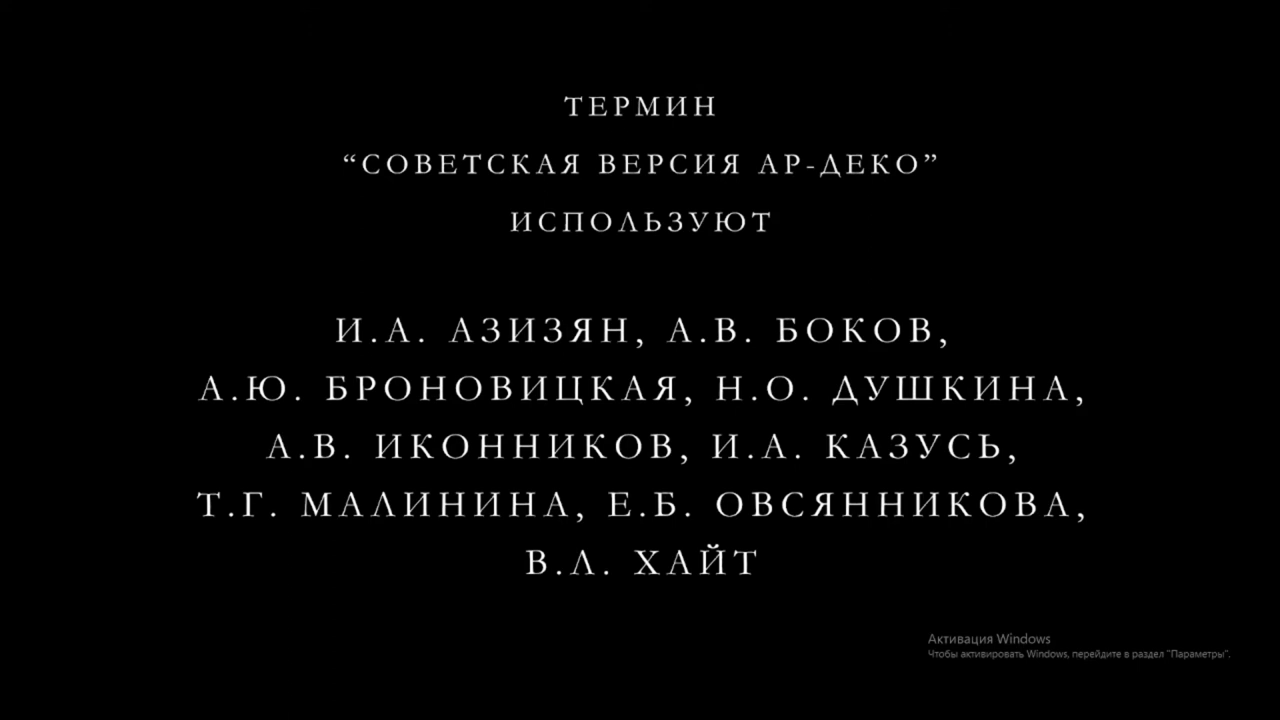 ТЕРМИН
“СОВЕТСКАЯ ВЕРСИЯ АР-ДЕКО”
ИСПОЛЬЗУЮТ
И.А. АЗИЗЯН, А.В. БОКОВ,
А.Ю. БРОНОВИЦКАЯ, Н.О. ДУШКИНА,
А.В. ИКОННИКОВ, И.А. КАЗУСЬ,
Т.Г. МАЛИНИНА, Е.Б. ОВСЯННИКОВА,
В.Л. ХАЙТ
Активация Windows
Чтобы активировать Windows, перейдите в раздел "Параметры".